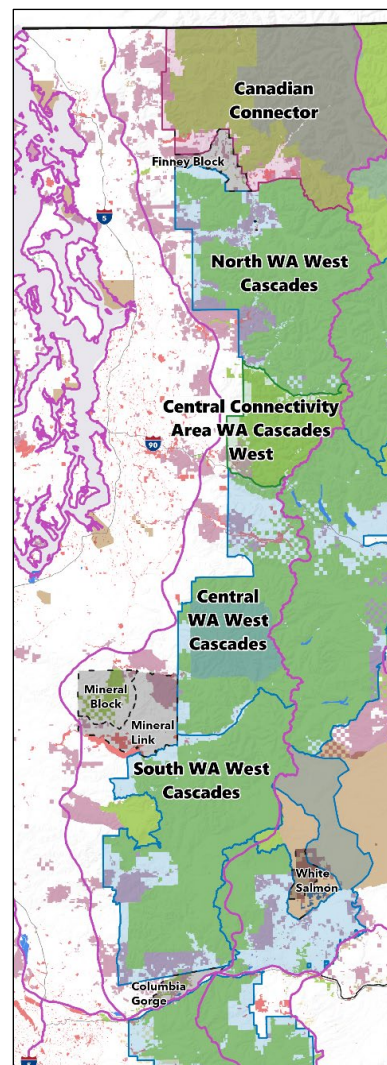 Canadian
Connector
Finney Block
5
North WA West
Cascades
Central Connectivity
Area WA Cascades
West
90
Central
WA West
Cascades
Mineral
Block
Mineral
Link
South WA West
Cascades
White
Salmon
Columbia
Gorge